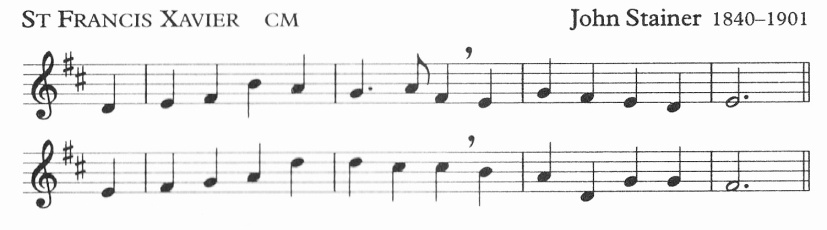 ST FRANCIS XAVIER CM John Stainer 1840–1901